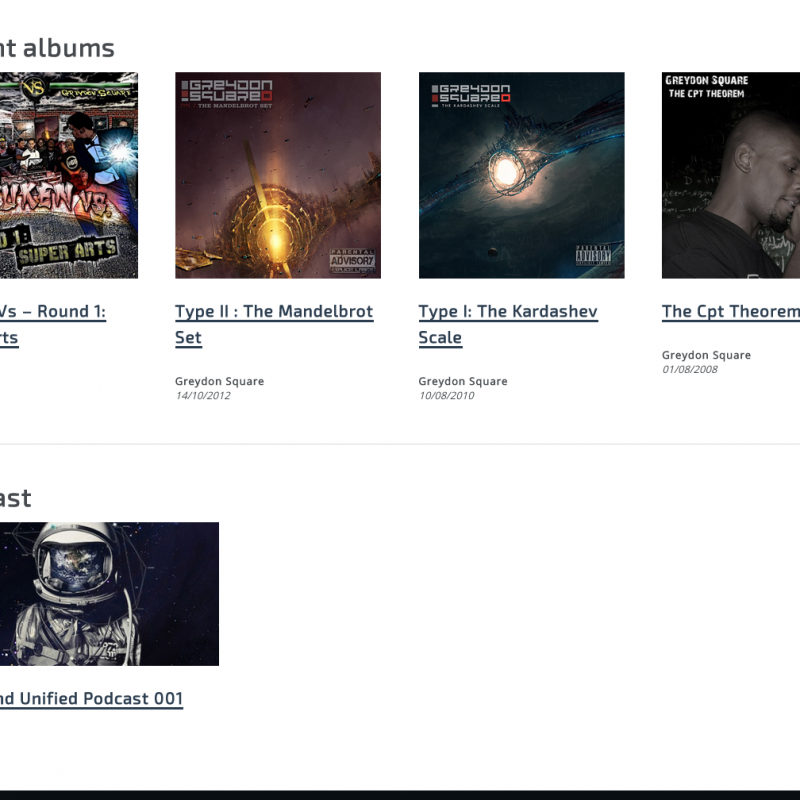 nt albums
VS
GREYDON SQUARE
UKEN VS.
D 1:
SUPER ARTS
GREYDON
SQUARE
THE MANDELBROT SET
PARENTAL
ADVISORY
EXPLICIT LYRICS
GREYDON
SQUARE
THE KARDASHEV SCALE
PARENTAL
ADVISORY
GREYDON SQUARE
THE CPT THEOREM
Vs – Round 1:
rts
Type II : The Mandelbrot
Set
Greydon Square
14/10/2012
Type I: The Kardashev
Scale
Greydon Square
10/08/2010
The Cpt Theorem
Greydon Square
01/08/2008
ast
nd Unified Podcast 001